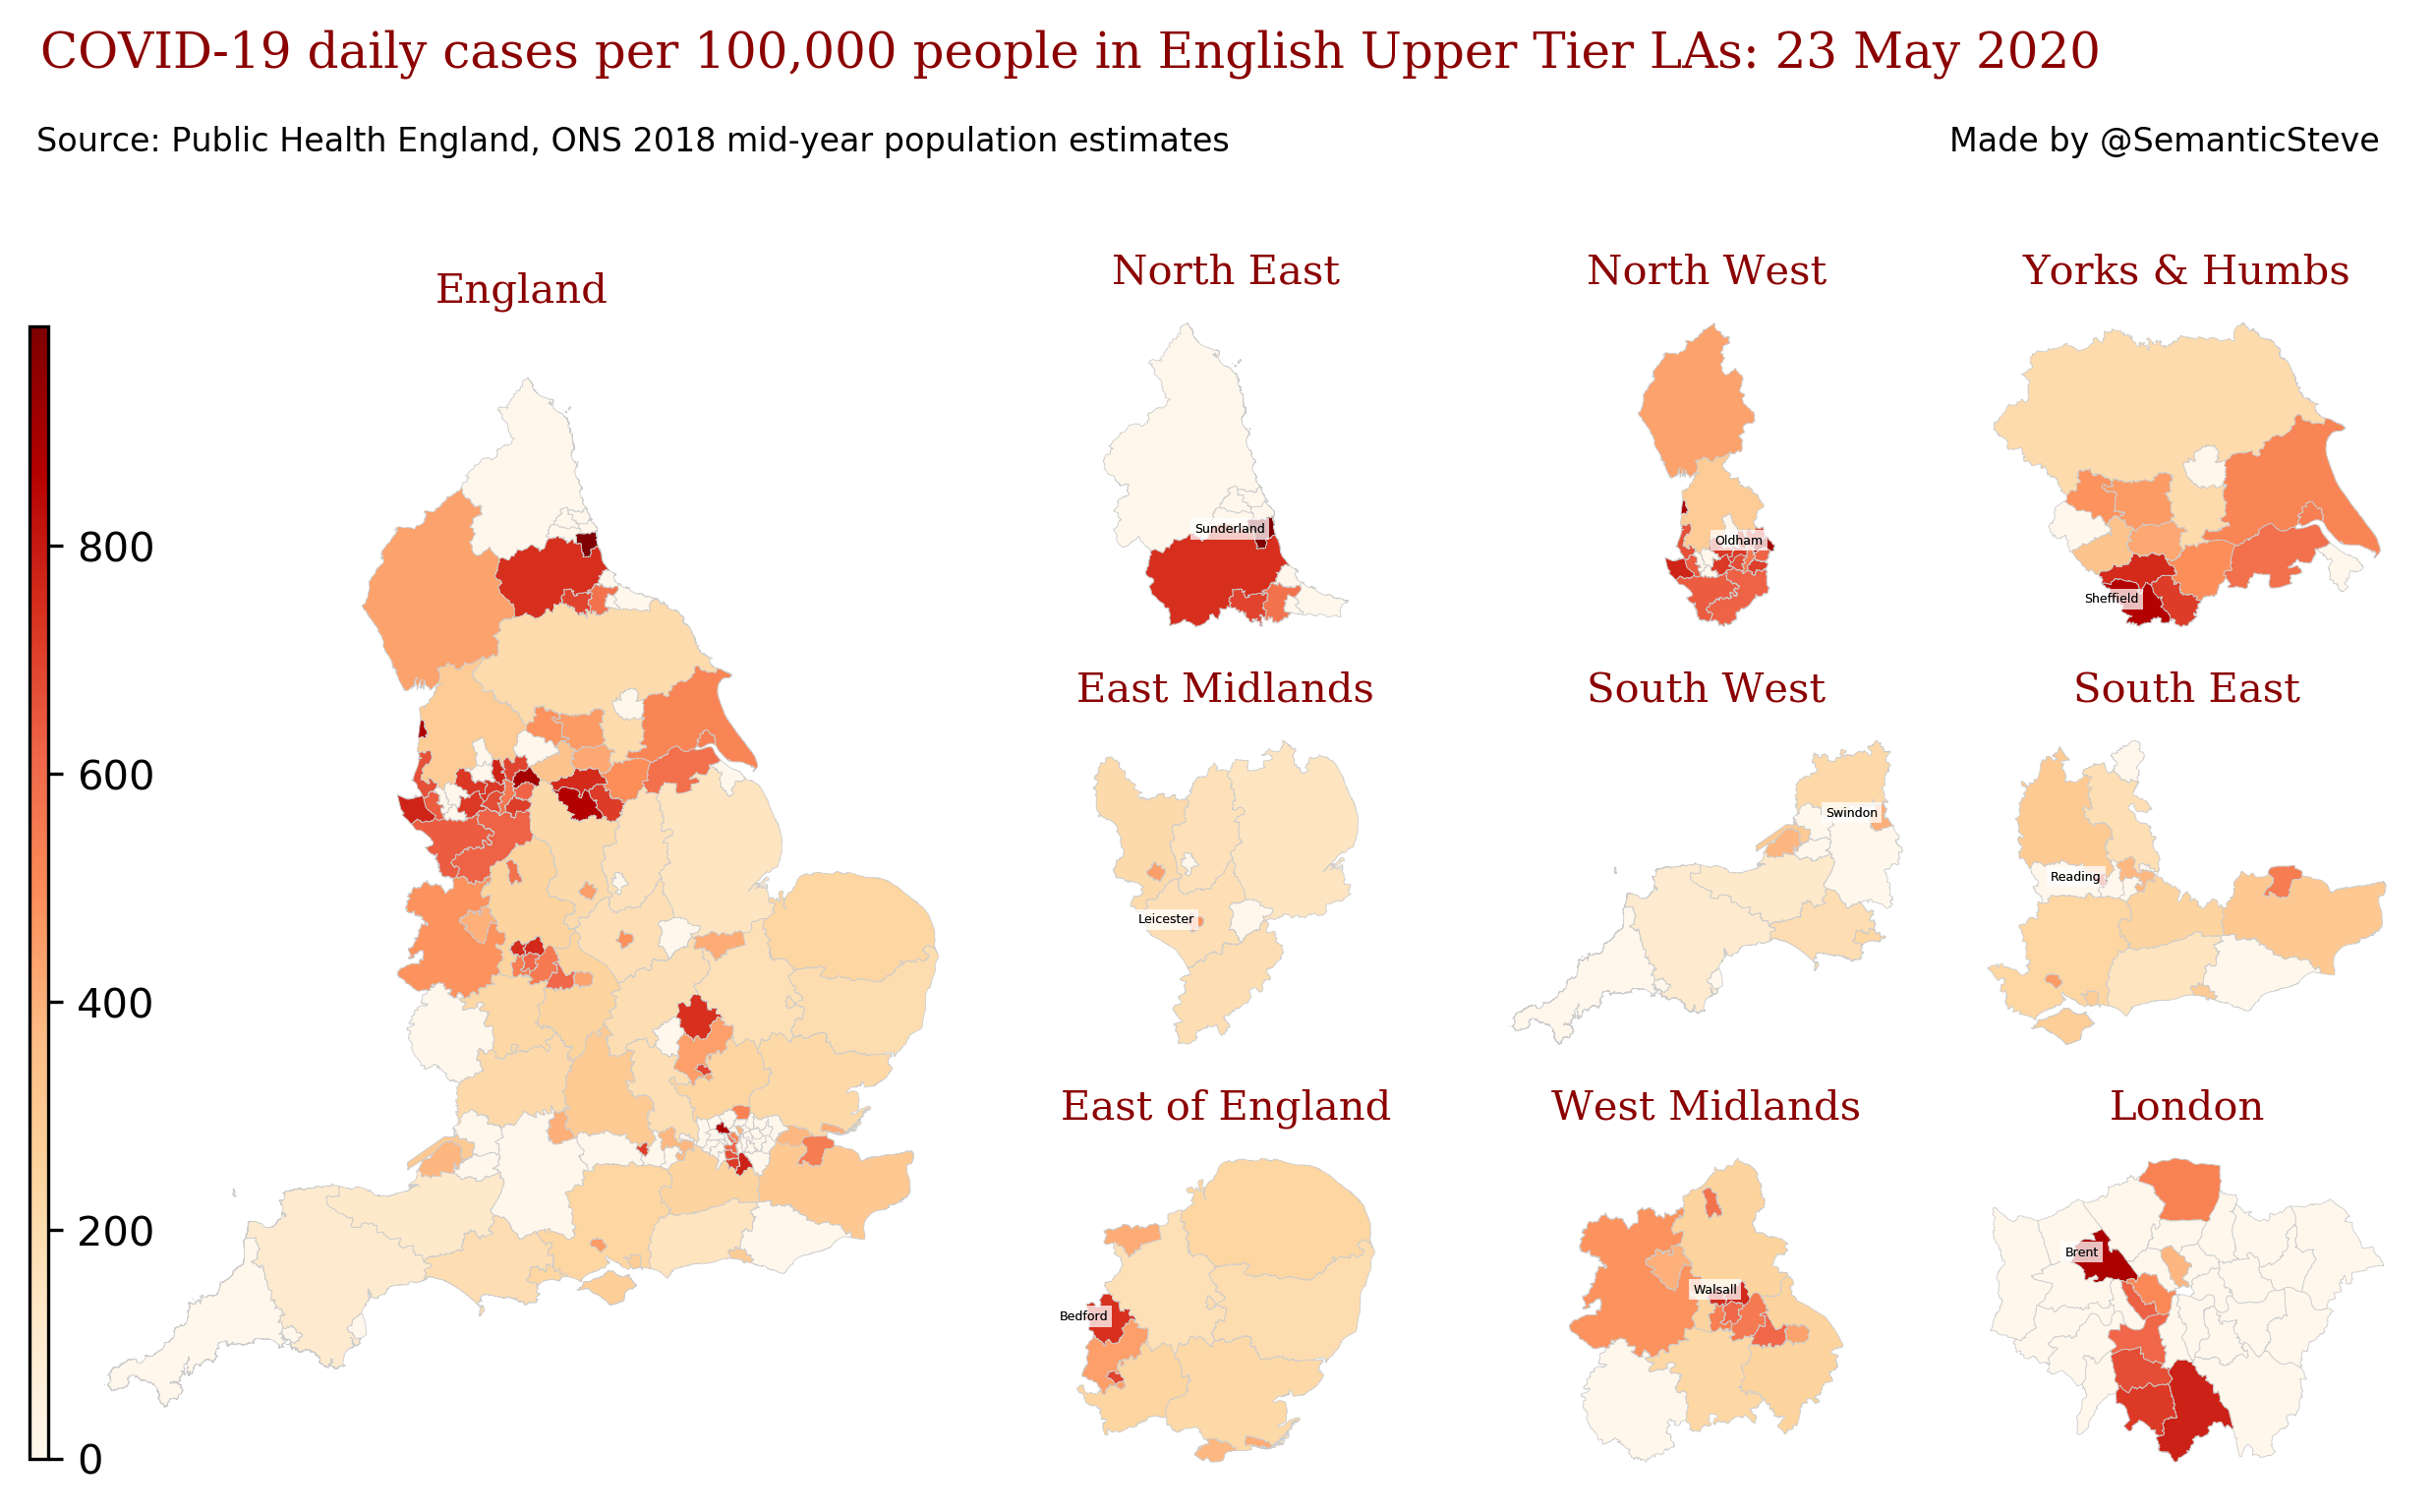 COVID-19 daily cases per 100,000 people in English Upper Tier LAs: 23 May 2020
Source: Public Health England, ONS 2018 mid-year population estimates
Made by @SemanticSteve
England
North East
North West
Yorks & Humbs
800
600
400
200
0
Sunderland
Oldham
Sheffield
East Midlands
South West
South East
Leicester
Swindon
Reading
East of England
West Midlands
London
Bedford
Walsall
Brent